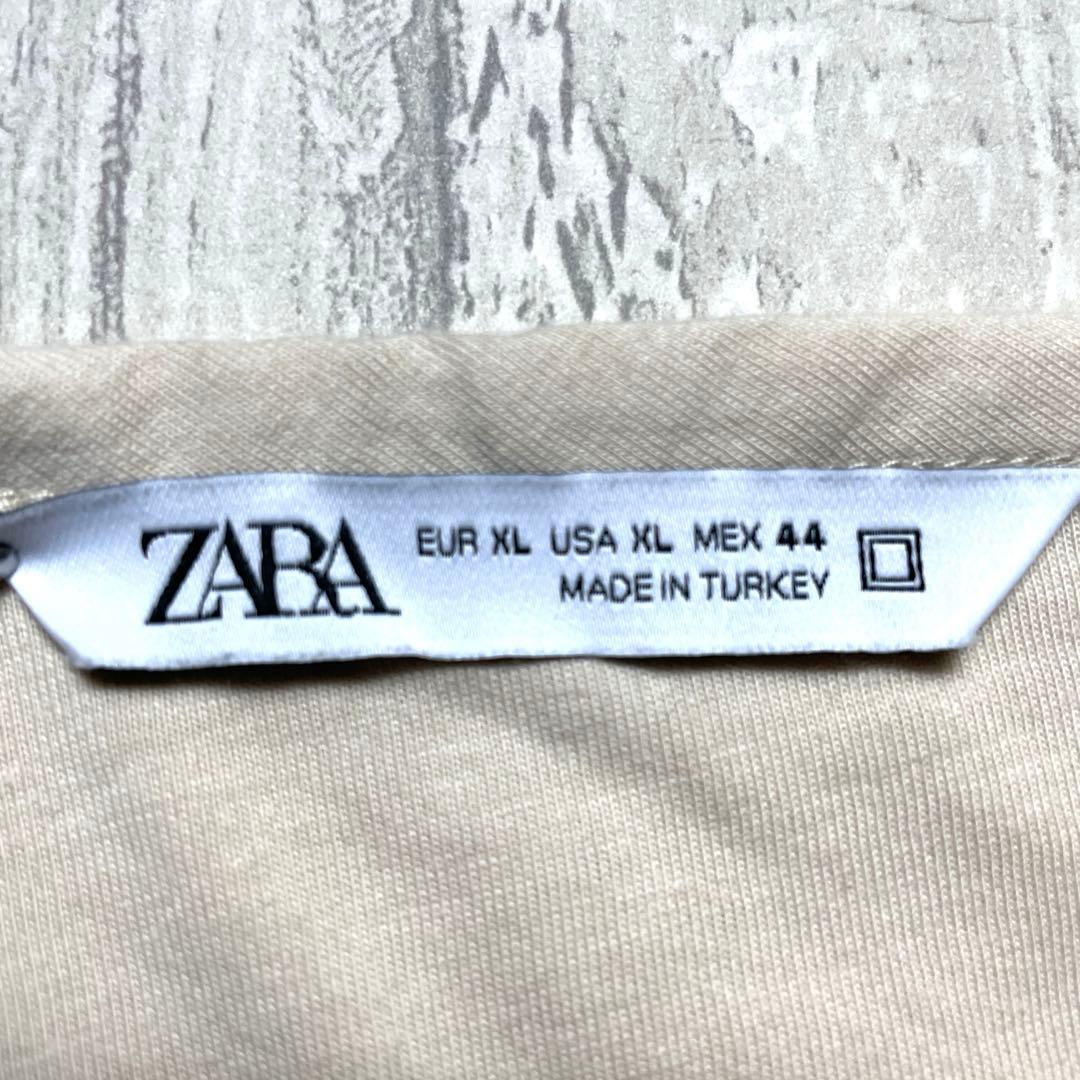 ZARA
EUR XL USA XL MEX 44
MADE IN TURKEY